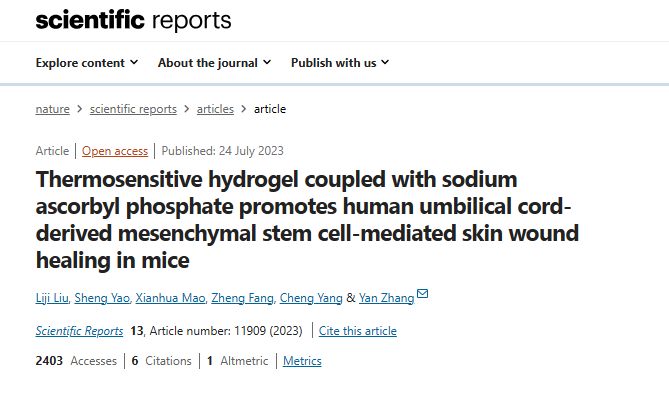 scientific reports
Explore content About the journal Publish with us
nature > scientific reports > articles > article
Article | Open access | Published: 24 July 2023
Thermosensitive hydrogel coupled with sodium
ascorbyl phosphate promotes human umbilical cord-
derived mesenchymal stem cell-mediated skin wound
healing in mice
Liji Liu, Sheng Yao, Xianhua Mao, Zheng Fang, Cheng Yang & Yan Zhang
Scientific Reports 13, Article number: 11909 (2023) | Cite this article
2403 Accesses | 6 Citations | 1 Altmetric | Metrics